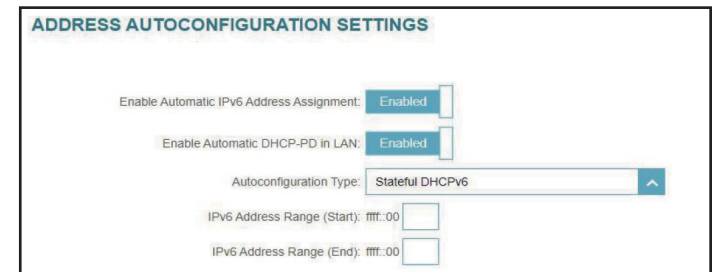 ADDRESS AUTOCONFIGURATION SETTINGS
Enable Automatic IPv6 Address Assignment: Enabled
Enable Automatic DHCP-PD in LAN: Enabled
Autoconfiguration Type: Stateful DHCPv6
IPv6 Address Range (Start): ffff::00
IPv6 Address Range (End): ffff::00